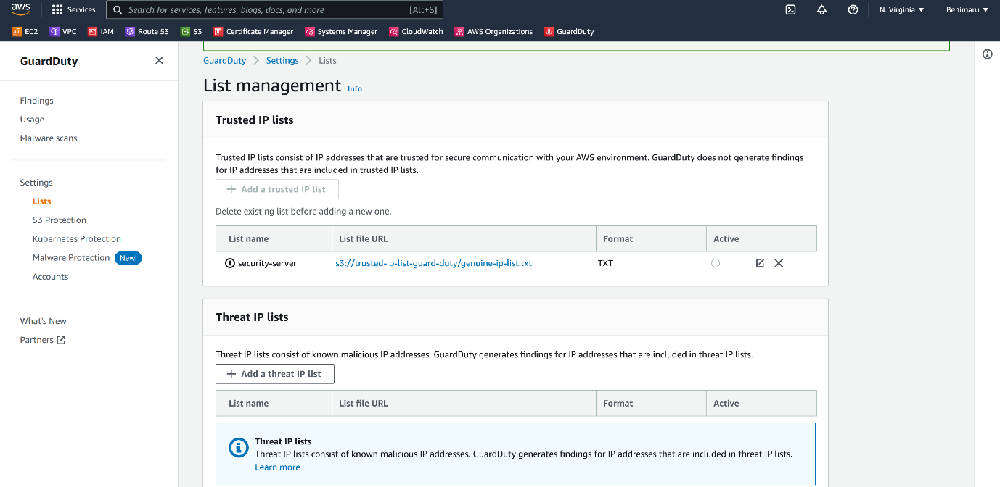 aws
Services
Search for services, features, blogs, docs, and more
[Alt+S]
N. Virginia
Benimaru
EC2
VPC
IAM
Route 53
S3
Certificate Manager
Systems Manager
CloudWatch
AWS Organizations
GuardDuty
GuardDuty
Findings
Usage
Malware scans
Settings
Lists
S3 Protection
Kubernetes Protection
Malware Protection New!
Accounts
What's New
Partners
GuardDuty > Settings > Lists
List management Info
Trusted IP lists
Trusted IP lists consist of IP addresses that are trusted for secure communication with your AWS environment. GuardDuty does not generate findings
for IP addresses that are included in trusted IP lists.
+ Add a trusted IP list
Delete existing list before adding a new one.
List name List file URL Format Active
security-server s3://trusted-ip-list-guard-duty/genuine-ip-list.txt TXT
Threat IP lists
Threat IP lists consist of known malicious IP addresses. GuardDuty generates findings for IP addresses that are included in threat IP lists.
+ Add a threat IP list
List name List file URL Format Active
Threat IP lists
Threat IP lists consist of known malicious IP addresses. GuardDuty generates findings for IP addresses that are included in threat IP lists.
Learn more